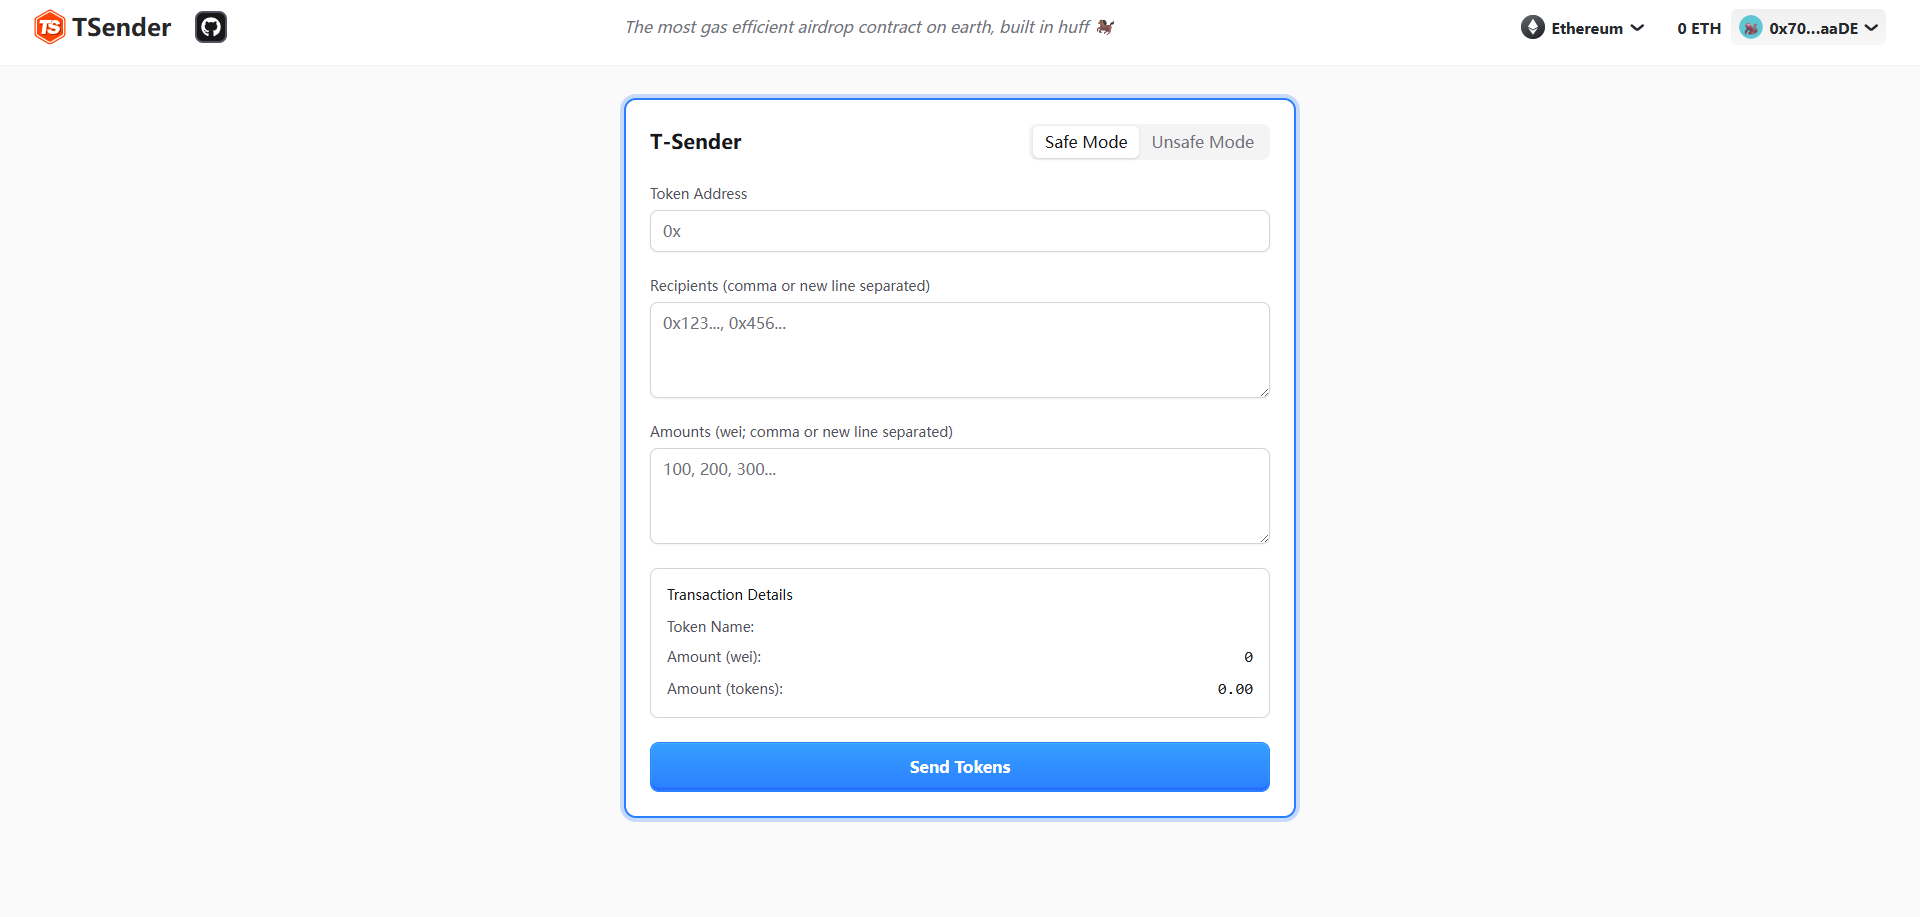 TS TSender
The most gas efficient airdrop contract on earth, built in huff
Ethereum
0 ETH
0x70...aaDE
T-Sender
Safe Mode
Unsafe Mode
Token Address
0x
Recipients (comma or new line separated)
0x123..., 0x456...
Amounts (wei; comma or new line separated)
100, 200, 300...
Transaction Details
Token Name:
Amount (wei): 0
Amount (tokens): 0.00
Send Tokens